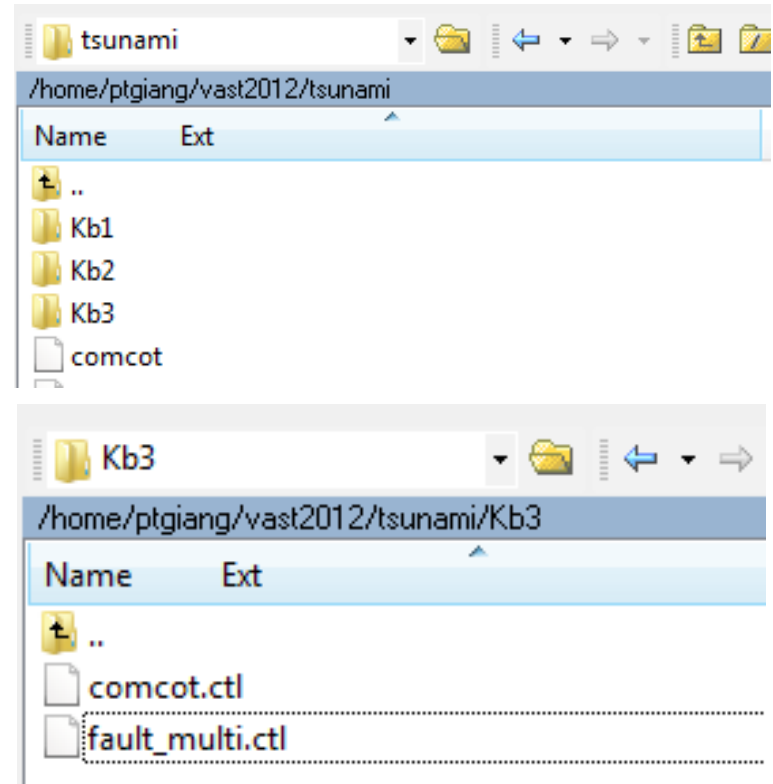 tsunami
/home/ptgiang/vast2012/tsunami
Name Ext
..
Kb1
Kb2
Kb3
comcot
Kb3
/home/ptgiang/vast2012/tsunami/Kb3
Name Ext
..
comcot.ctl
fault_multi.ctl